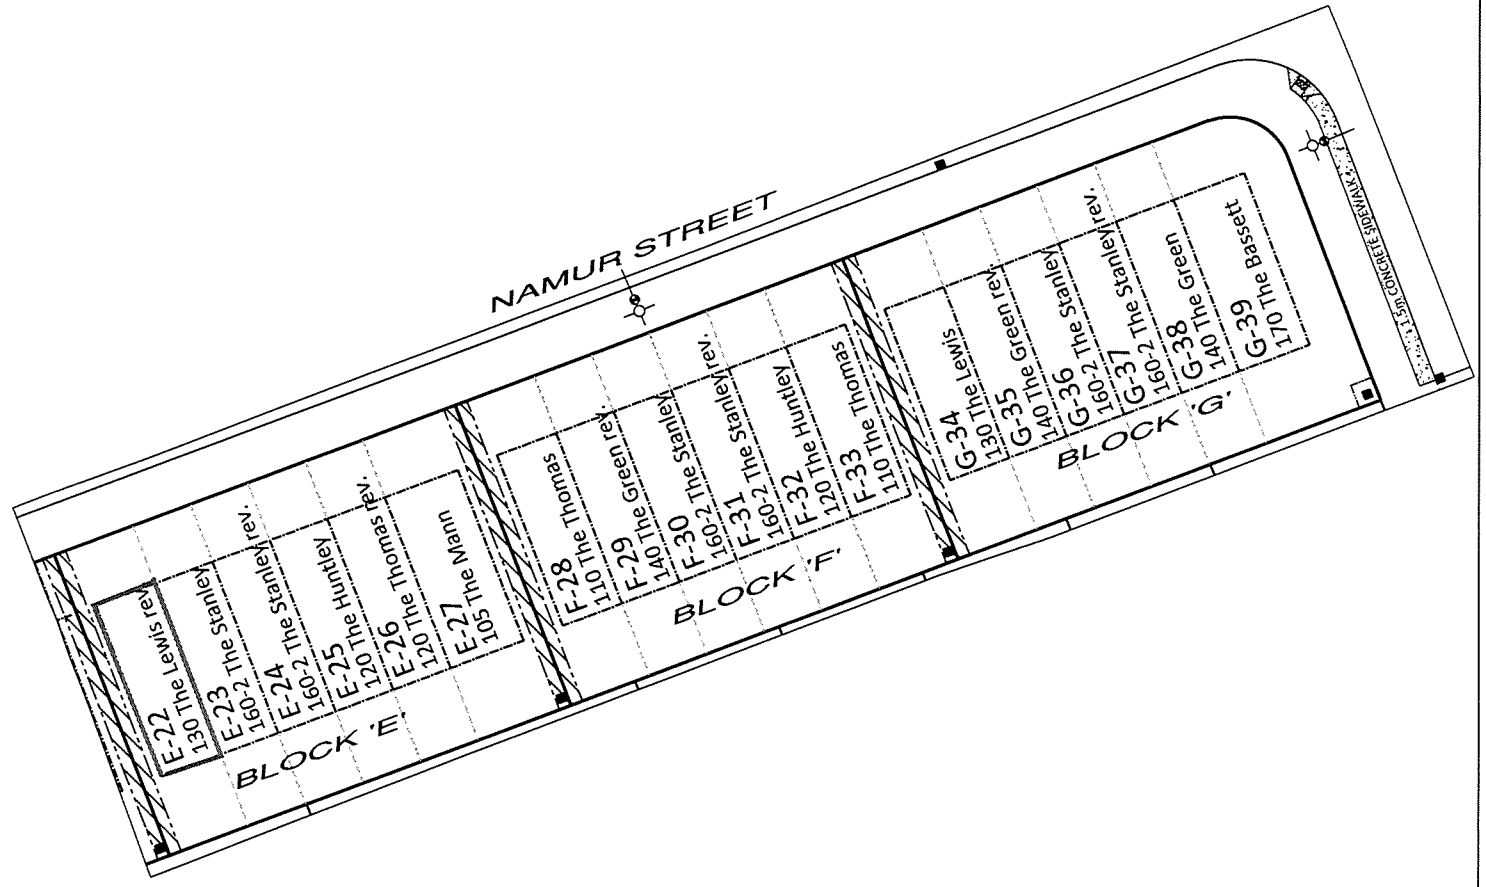 NAMUR STREET
1.5m CONCRETE SIDEWALK
E-22
130 The Lewis rev.
E-23
160-2 The Stanley
E-24
160-2 The Stanley rev.
E-25
120 The Huntley
E-26
120 The Thomas rev.
E-27
105 The Mann
BLOCK 'E'
F-28
110 The Thomas
F-29
140 The Green rev.
F-30
160-2 The Stanley
F-31
160-2 The Stanley rev.
F-32
120 The Huntley
F-33
110 The Thomas
BLOCK 'F'
G-34
130 The Lewis
G-35
140 The Green rev.
G-36
160-2 The Stanley
G-37
160-2 The Stanley rev.
G-38
140 The Green
G-39
170 The Bassett
BLOCK 'G'